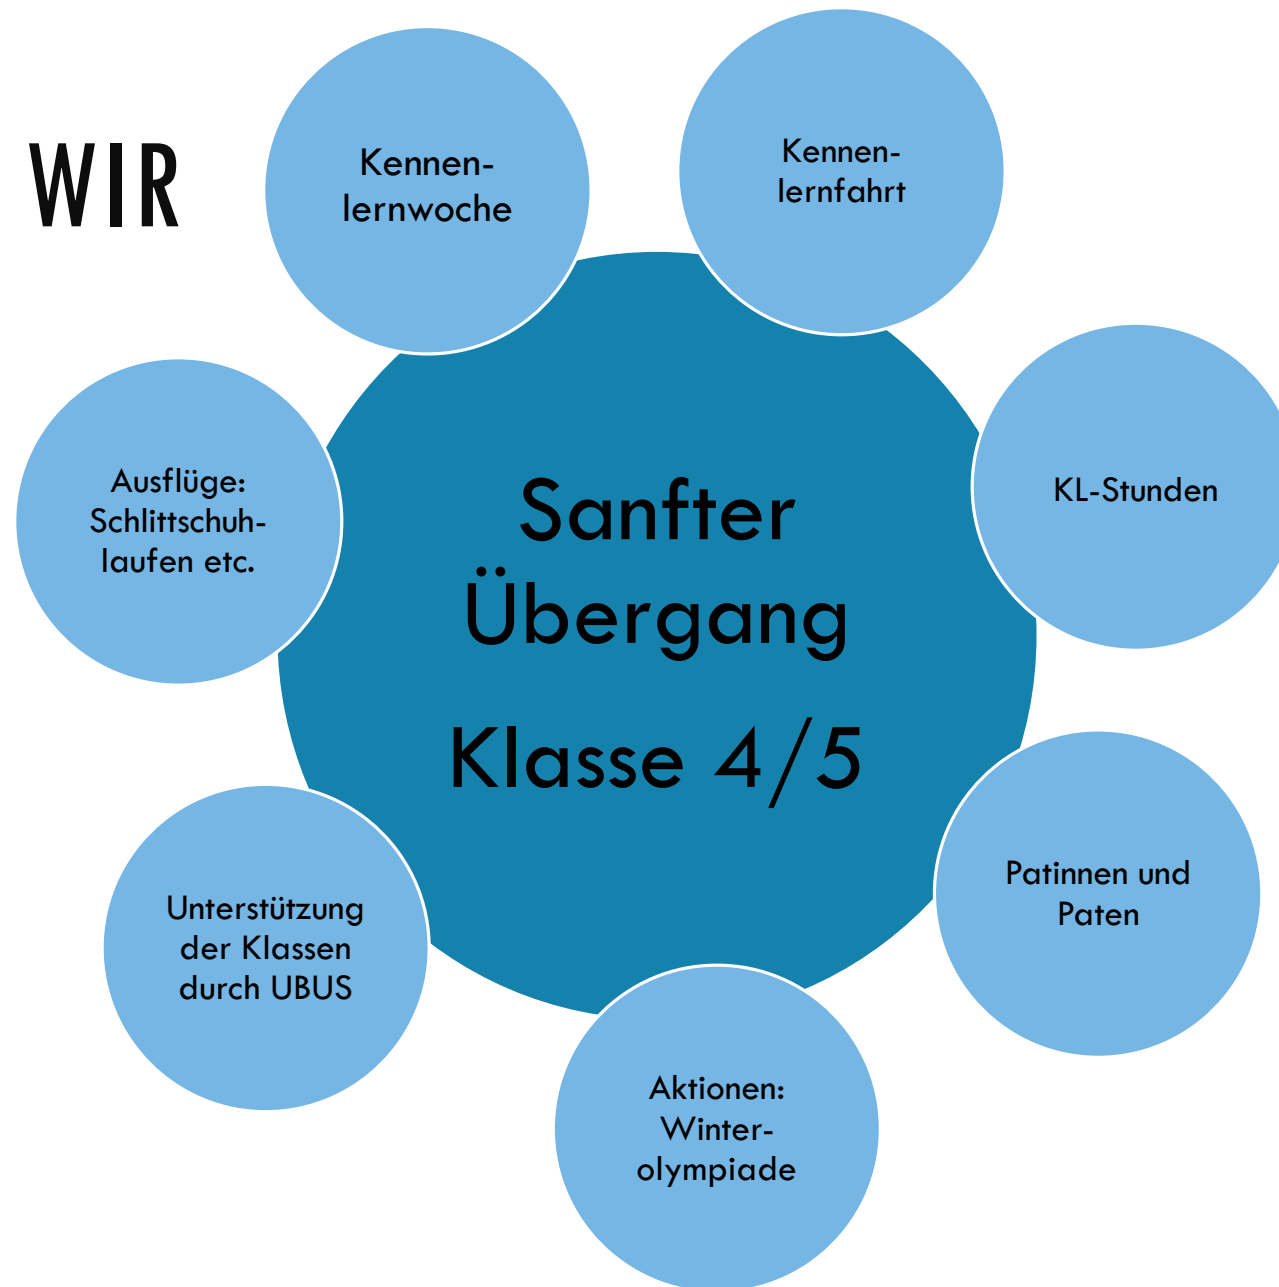 WIR
Kennen-
lernwoche
Kennen-
lernfahrt
KL-Stunden
Patinnen und
Paten
Aktionen:
Winter-
olympiade
Unterstützung
der Klassen
durch UBUS
Ausflüge:
Schlittschuh-
laufen etc.
Sanfter
Übergang
Klasse 4/5